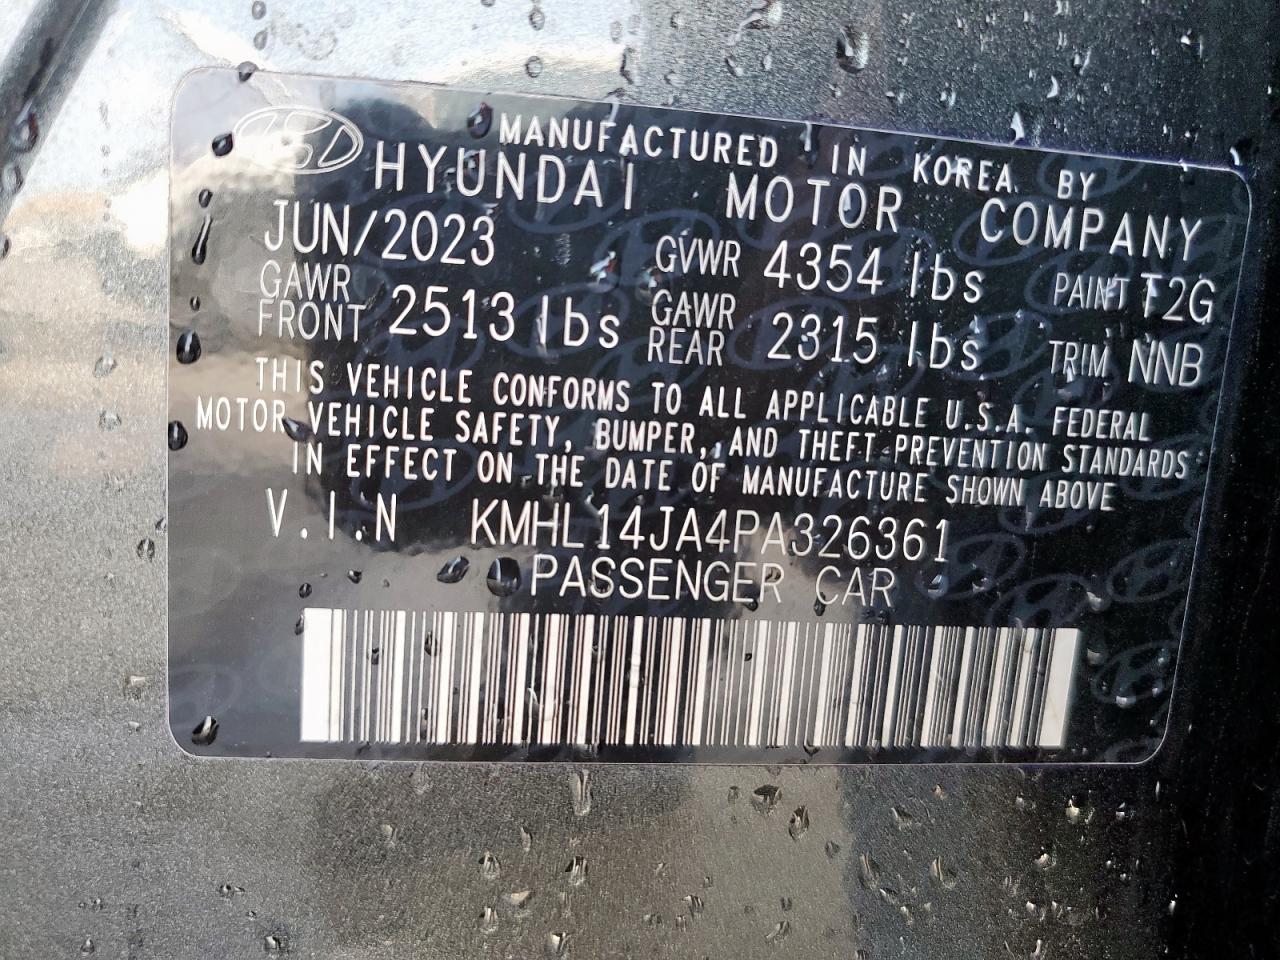 MANUFACTURED IN KOREA BY
HYUNDAI MOTOR COMPANY
JUN/2023 GVWR 4354 lbs PAINT T2G
GAWR FRONT 2513 lbs GAWR REAR 2315 lbs TRIM NNB
THIS VEHICLE CONFORMS TO ALL APPLICABLE U.S.A. FEDERAL
MOTOR VEHICLE SAFETY, BUMPER, AND THEFT PREVENTION STANDARDS
IN EFFECT ON THE DATE OF MANUFACTURE SHOWN ABOVE
V.I.N KMHL14JA4PA326361
PASSENGER CAR